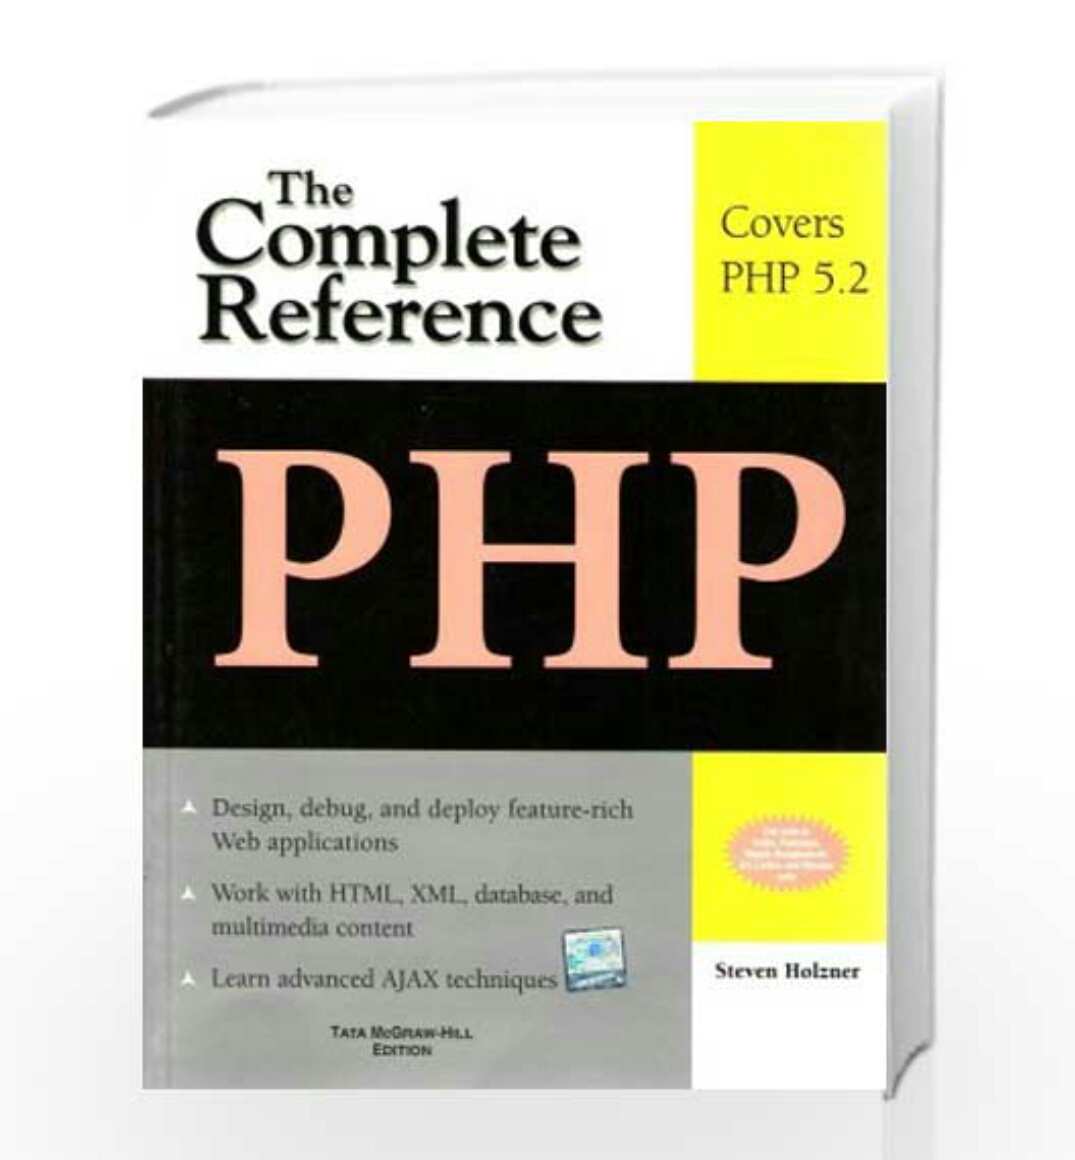 The
Complete
Reference
Covers
PHP 5.2
PHP
Design, debug, and deploy feature-rich
Web applications
Work with HTML, XML, database, and
multimedia content
Learn advanced AJAX techniques
TATA McGRAW-HILL
EDITION
Steven Holzner